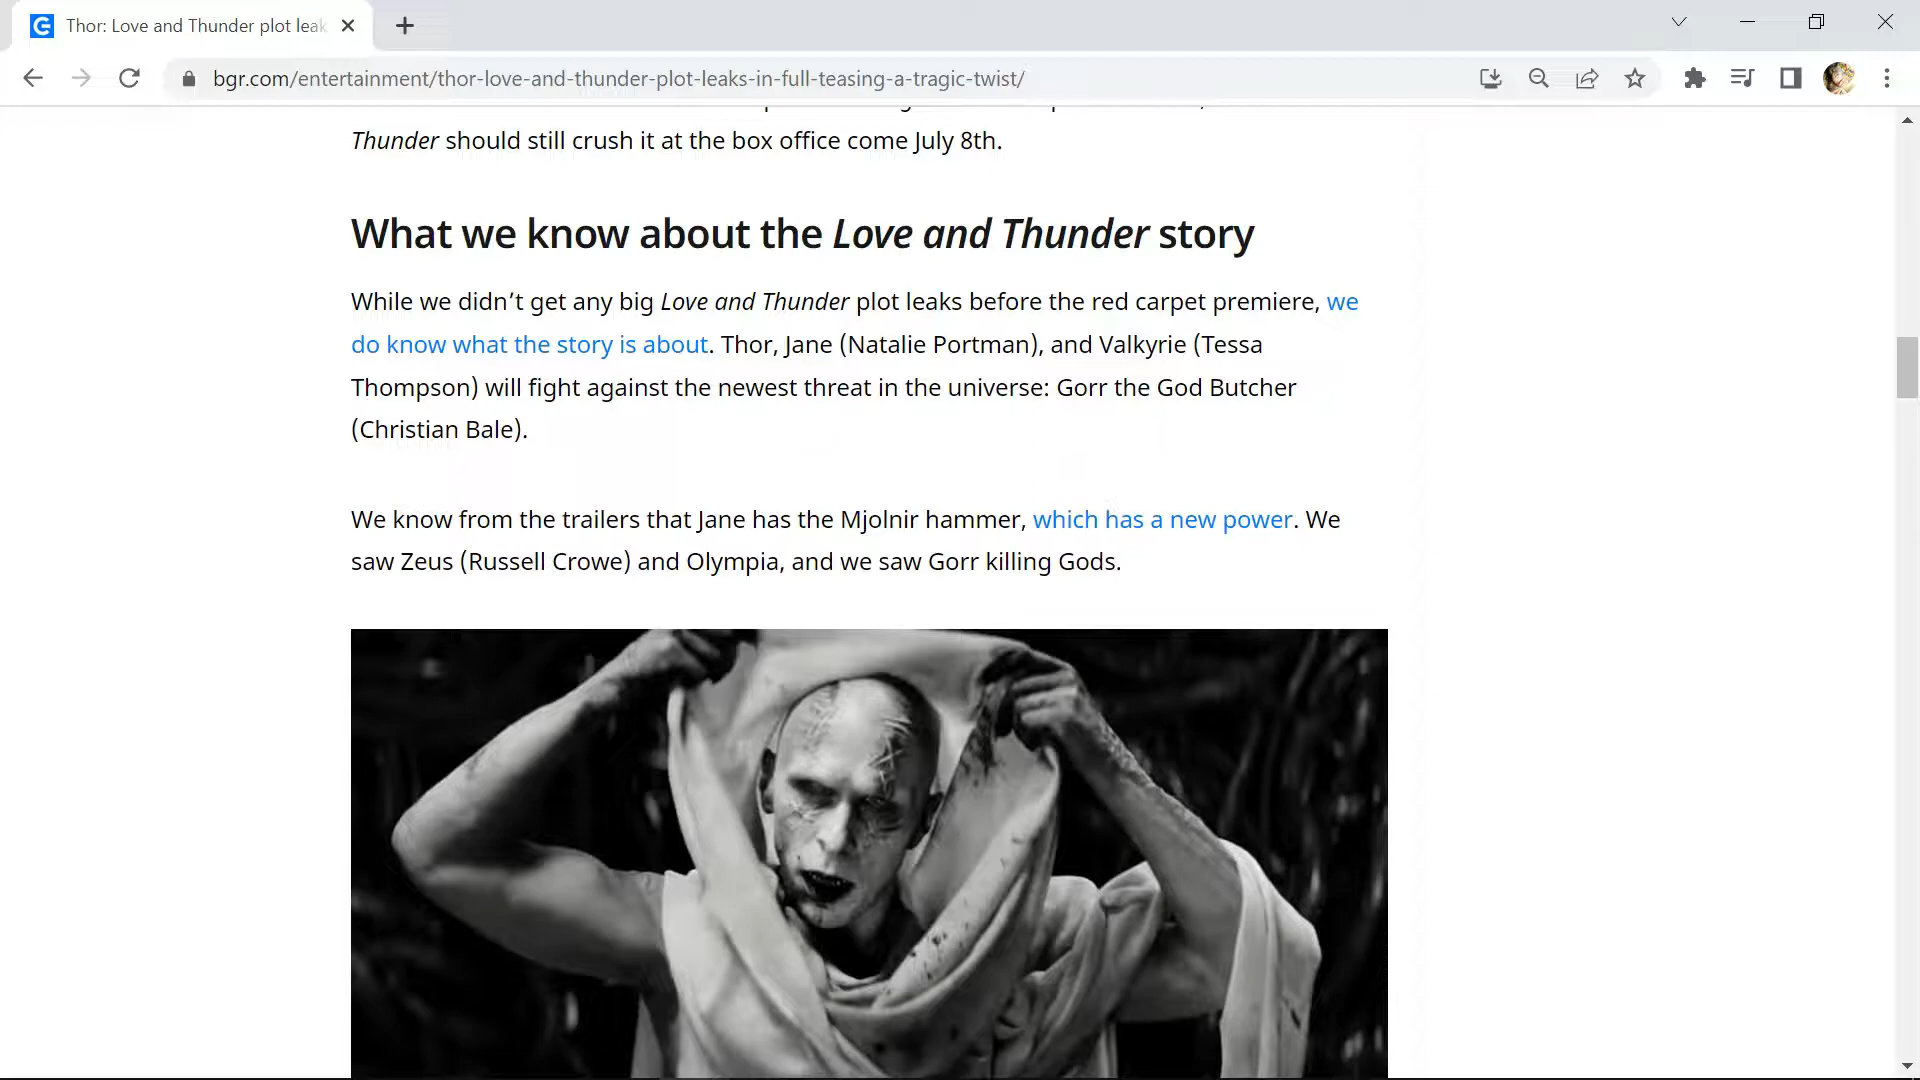 Thor: Love and Thunder plot leak
bgr.com/entertainment/thor-love-and-thunder-plot-leaks-in-full-teasing-a-tragic-twist/
Thunder should still crush it at the box office come July 8th.
What we know about the Love and Thunder story
While we didn’t get any big Love and Thunder plot leaks before the red carpet premiere, we
do know what the story is about. Thor, Jane (Natalie Portman), and Valkyrie (Tessa
Thompson) will fight against the newest threat in the universe: Gorr the God Butcher
(Christian Bale).
We know from the trailers that Jane has the Mjolnir hammer, which has a new power. We
saw Zeus (Russell Crowe) and Olympia, and we saw Gorr killing Gods.